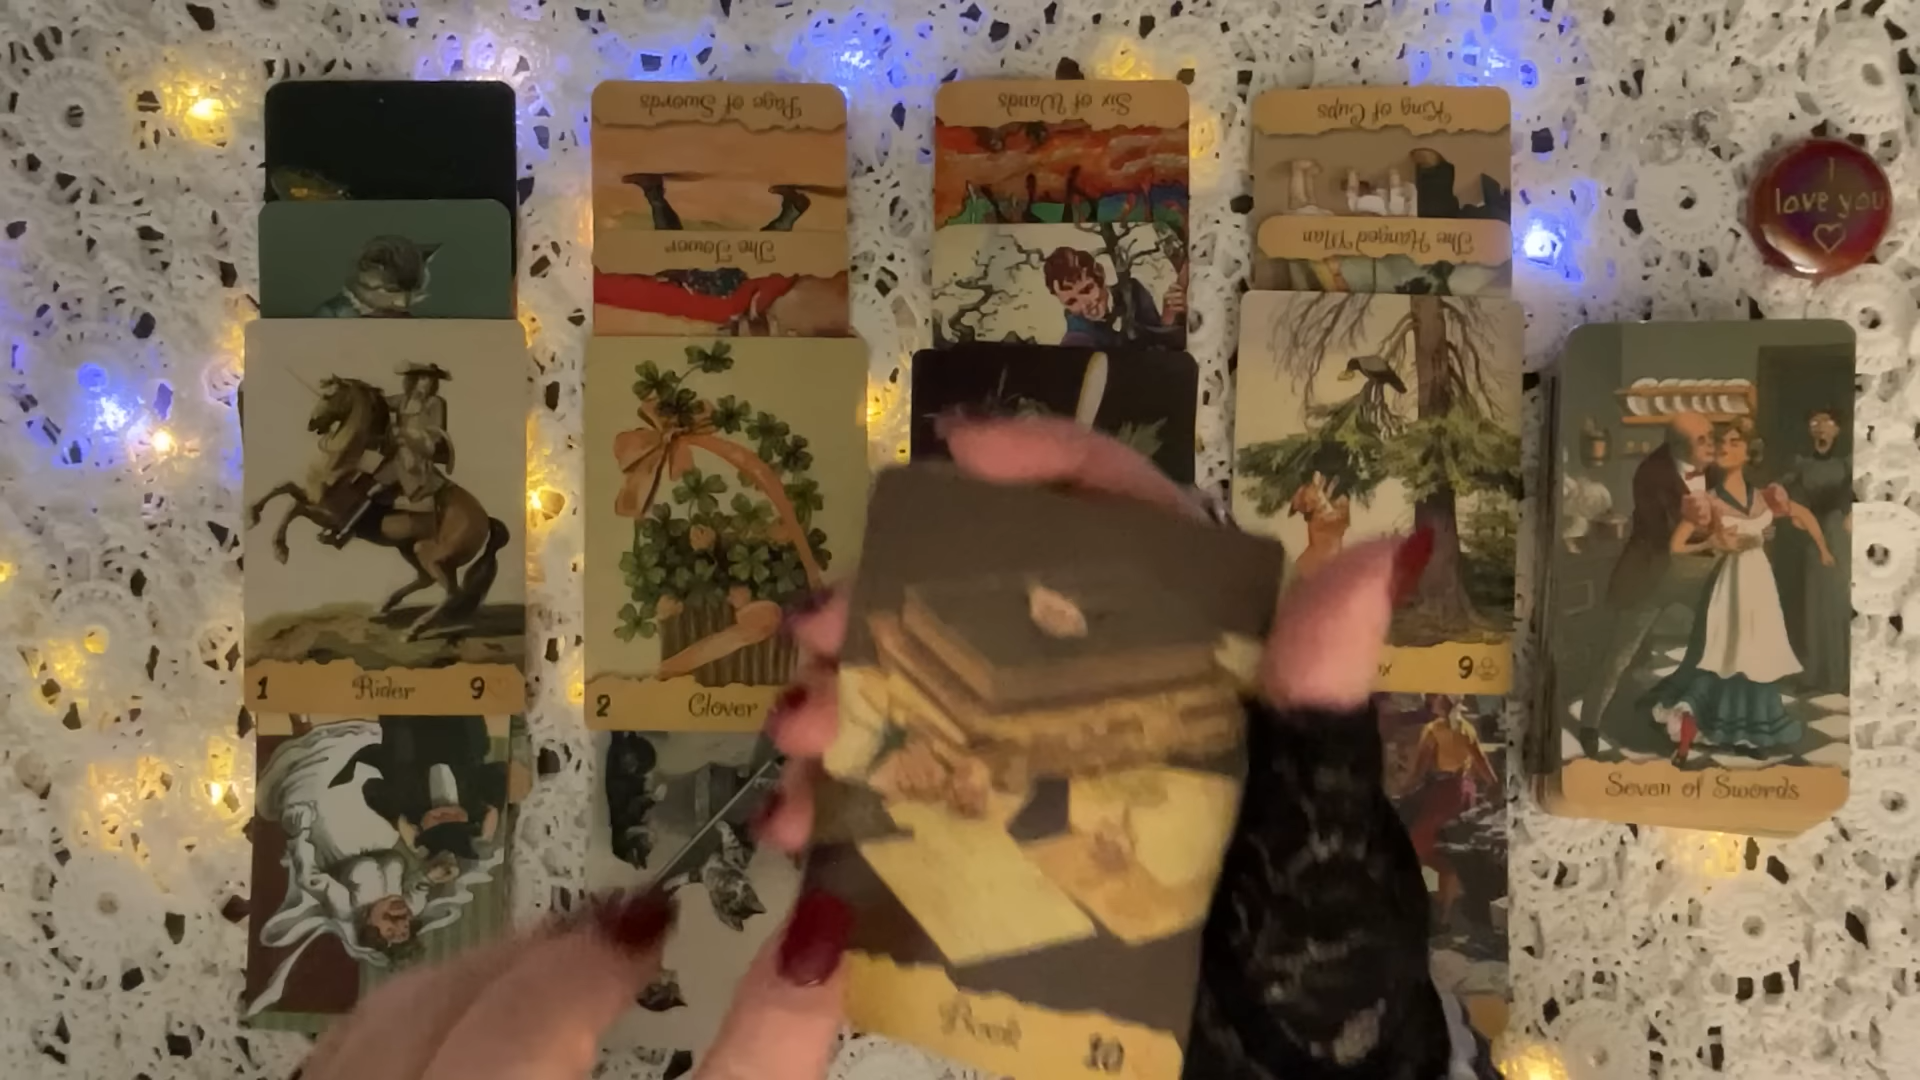 Page of Swords
Six of Wands
King of Cups
The Tower
The Hanged Man
I
love you
1 Rider 9
2 Clover
9
Seven of Swords
Book 10